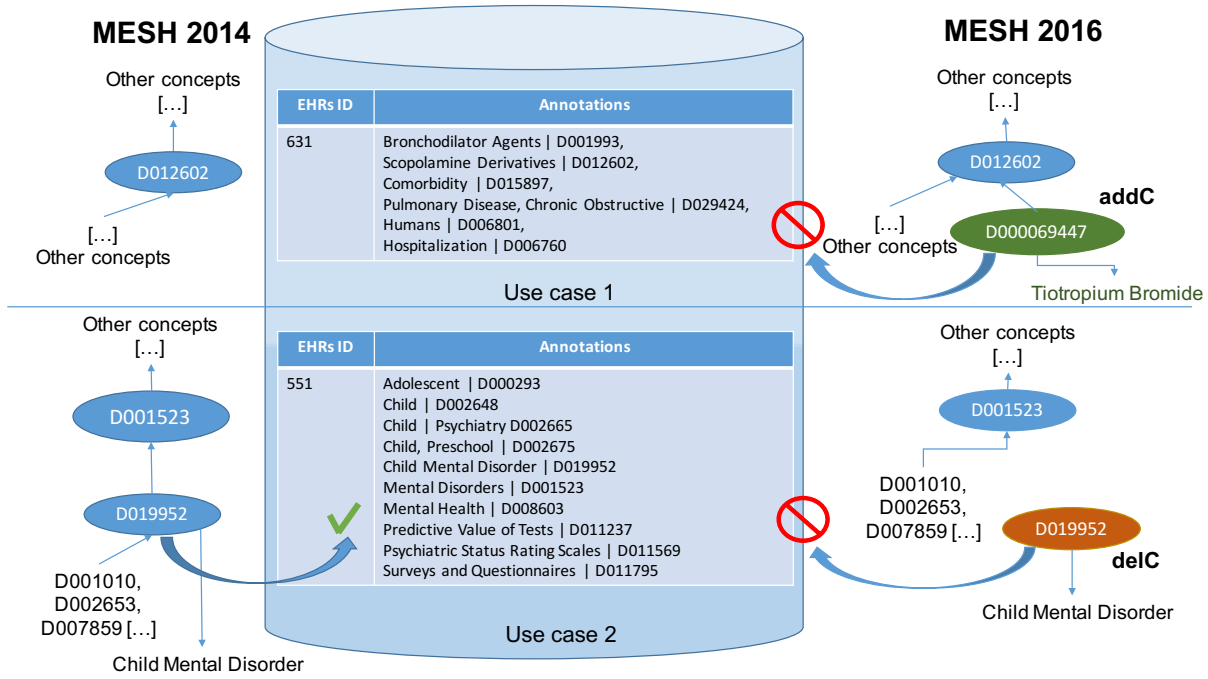 MESH 2014
MESH 2016
Other concepts
[...]
D012602
[...]
Other concepts
EHRs ID
Annotations
631
Bronchodilator Agents | D001993,
Scopolamine Derivatives | D012602,
Comorbidity | D015897,
Pulmonary Disease, Chronic Obstructive | D029424,
Humans | D006801,
Hospitalization | D006760
Use case 1
Other concepts
[...]
D012602
addC
[...]
Other concepts
D000069447
Tiotropium Bromide
Other concepts
[...]
D001523
D019952
D001010,
D002653,
D007859 [...]
Child Mental Disorder
EHRs ID
Annotations
551
Adolescent | D000293
Child | D002648
Child | Psychiatry D002665
Child, Preschool | D002675
Child Mental Disorder | D019952
Mental Disorders | D001523
Mental Health | D008603
Predictive Value of Tests | D011237
Psychiatric Status Rating Scales | D011569
Surveys and Questionnaires | D011795
Use case 2
Other concepts
[...]
D001523
D001010,
D002653,
D007859 [...]
D019952
delC
Child Mental Disorder